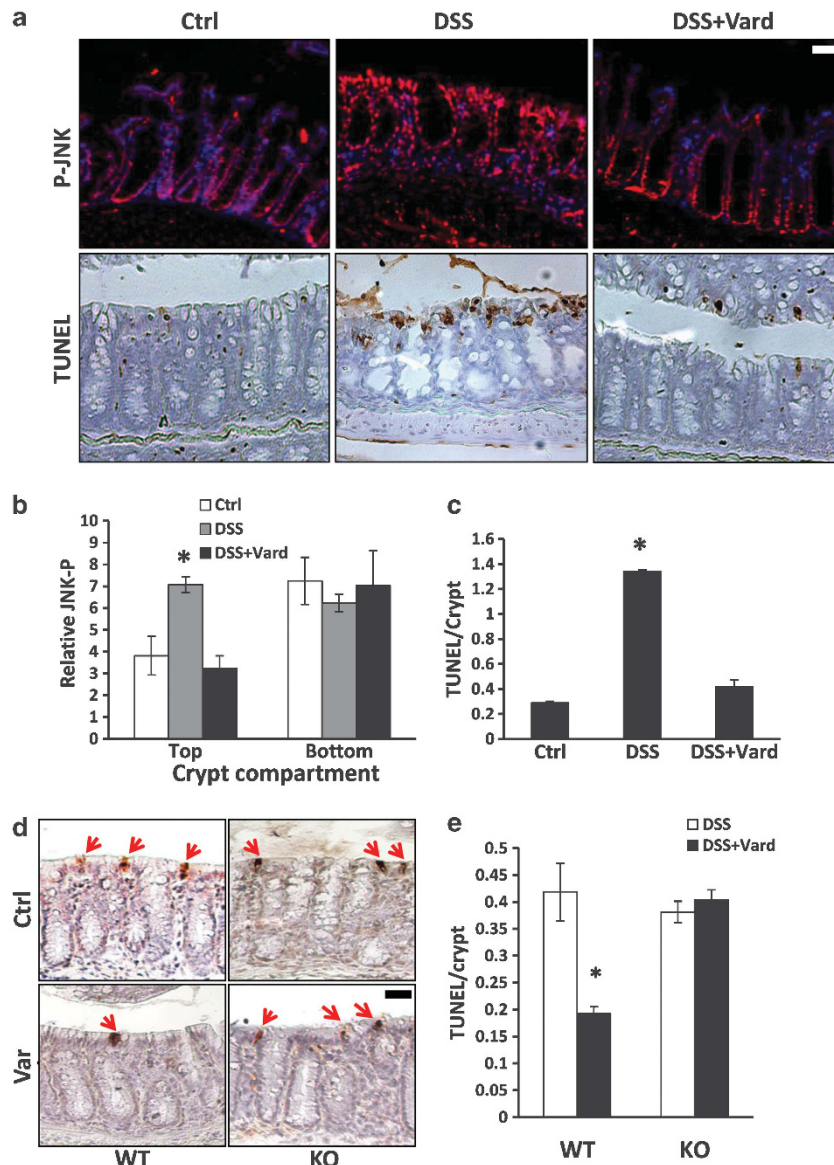 a
Ctrl DSS DSS+Vard
P-JNK
TUNEL
b
Ctrl
DSS
DSS+Vard
*
Relative JNK-P
10
9
8
7
6
5
4
3
2
1
0
Top Bottom
Crypt compartment
c
*
TUNEL/Crypt
1.6
1.4
1.2
1
0.8
0.6
0.4
0.2
0
Ctrl DSS DSS+Vard
d
Ctrl
Var
WT KO
e
DSS
DSS+Vard
*
TUNEL/crypt
0.5
0.45
0.4
0.35
0.3
0.25
0.2
0.15
0.1
0.05
0
WT KO